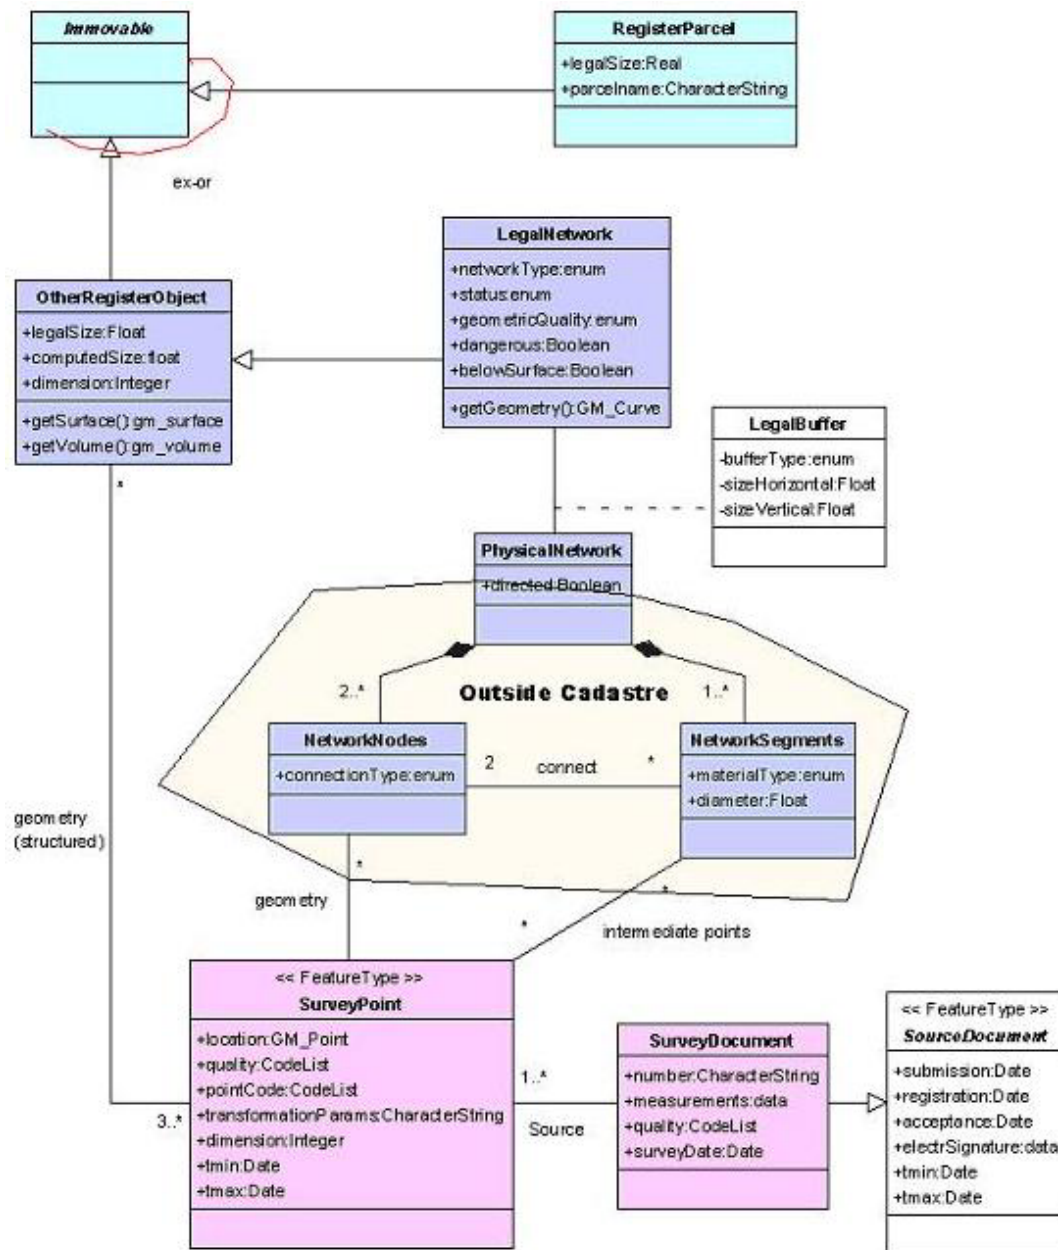 Immovable
RegisterParcel
+legalSize:Real
+parcelname:CharacterString
ex-or
LegalNetwork
+networkType:enum
+status:enum
+geometricQuality:enum
+dangerous:Boolean
+belowSurface:Boolean
+getGeometry():GM_Curve
OtherRegisterObject
+legalSize:Float
+computedSize:float
+dimension:Integer
+getSurface():gm_surface
+getVolume():gm_volume
*
LegalBuffer
-bufferType:enum
-sizeHorizontal:Float
-sizeVertical:Float
PhysicalNetwork
+directed:Boolean
2..*
Outside Cadastre
1..*
NetworkNodes
+connectionType:enum
2
connect
*
NetworkSegments
+materialType:enum
+diameter:Float
geometry
(structured)
*
geometry
*
*
intermediate points
<< FeatureType >>
SurveyPoint
+location:GM_Point
+quality:CodeList
+pointCode:CodeList
+transformationParams:CharacterString
+dimension:Integer
+tmin:Date
+tmax:Date
3..*
1..*
Source
SurveyDocument
+number:CharacterString
+measurements:data
+quality:CodeList
+surveyDate:Date
<< FeatureType >>
SourceDocument
+submission:Date
+registration:Date
+acceptance:Date
+electrSignature:data
+tmin:Date
+tmax:Date